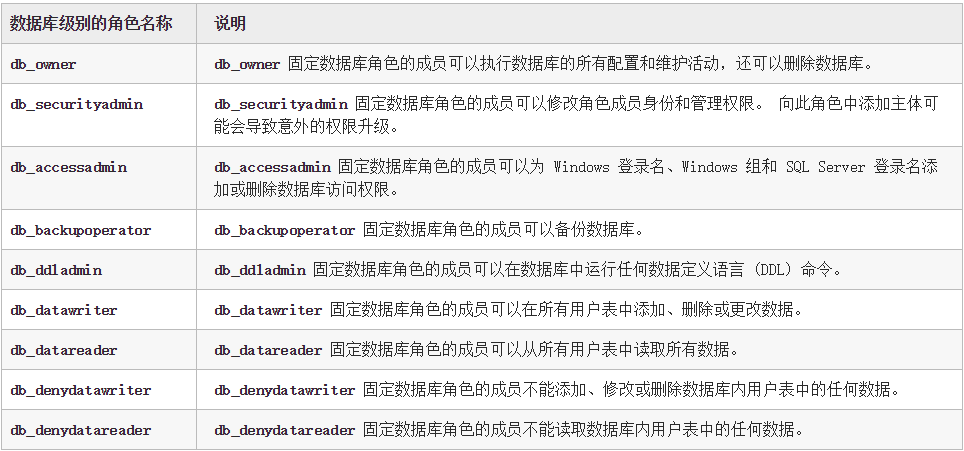 数据库级别的角色名称 说明
db_owner db_owner 固定数据库角色的成员可以执行数据库的所有配置和维护活动，还可以删除数据库。
db_securityadmin db_securityadmin 固定数据库角色的成员可以修改角色成员身份和管理权限。 向此角色中添加主体可
能会导致意外的权限升级。
db_accessadmin db_accessadmin 固定数据库角色的成员可以为 Windows 登录名、Windows 组和 SQL Server 登录名添
加或删除数据库访问权限。
db_backupoperator db_backupoperator 固定数据库角色的成员可以备份数据库。
db_ddladmin db_ddladmin 固定数据库角色的成员可以在数据库中运行任何数据定义语言 (DDL) 命令。
db_datawriter db_datawriter 固定数据库角色的成员可以在所有用户表中添加、删除或更改数据。
db_datareader db_datareader 固定数据库角色的成员可以从所有用户表中读取所有数据。
db_denydatawriter db_denydatawriter 固定数据库角色的成员不能添加、修改或删除数据库内用户表中的任何数据。
db_denydatareader db_denydatareader 固定数据库角色的成员不能读取数据库内用户表中的任何数据。